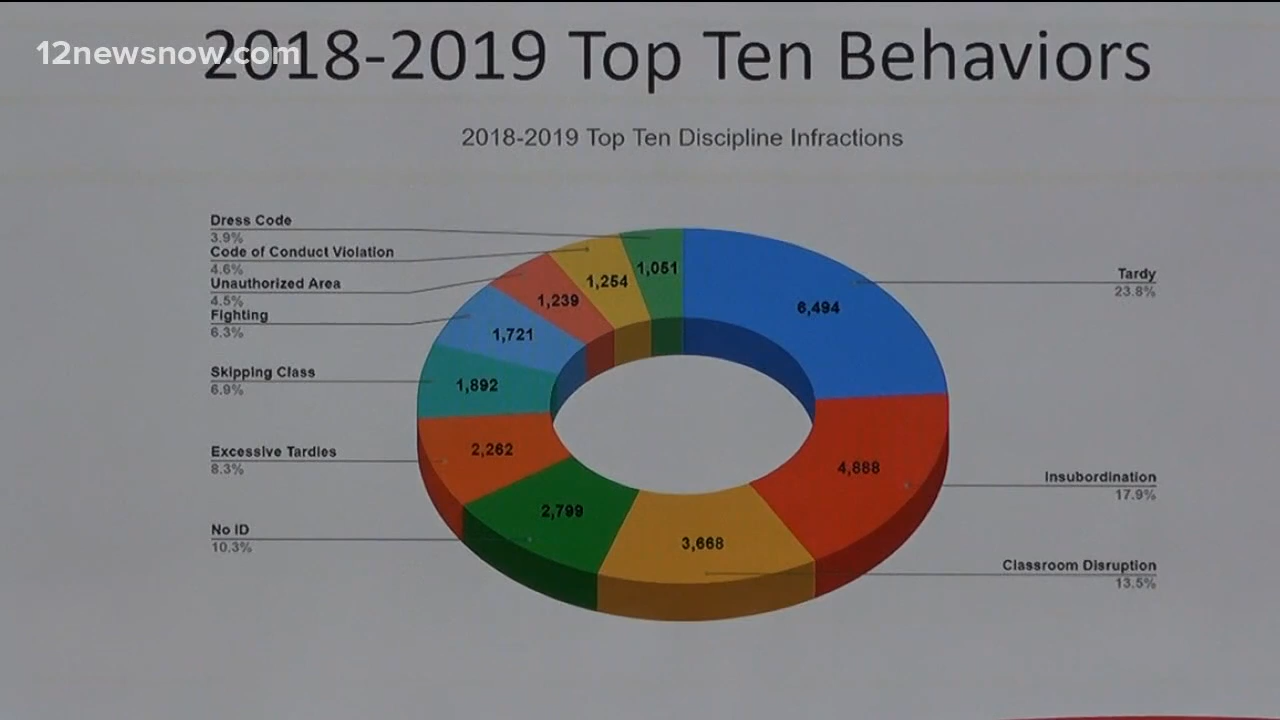 12newsnow.com
2018-2019 Top Ten Behaviors
2018-2019 Top Ten Discipline Infractions
Dress Code
3.9%
Code of Conduct Violation
4.6%
Unauthorized Area
4.5%
Fighting
6.3%
Skipping Class
6.9%
Excessive Tardies
8.3%
No ID
10.3%
Tardy
23.8%
Insubordination
17.9%
Classroom Disruption
13.5%
1,051
1,254
1,239
1,721
1,892
2,262
2,799
3,668
4,888
6,494